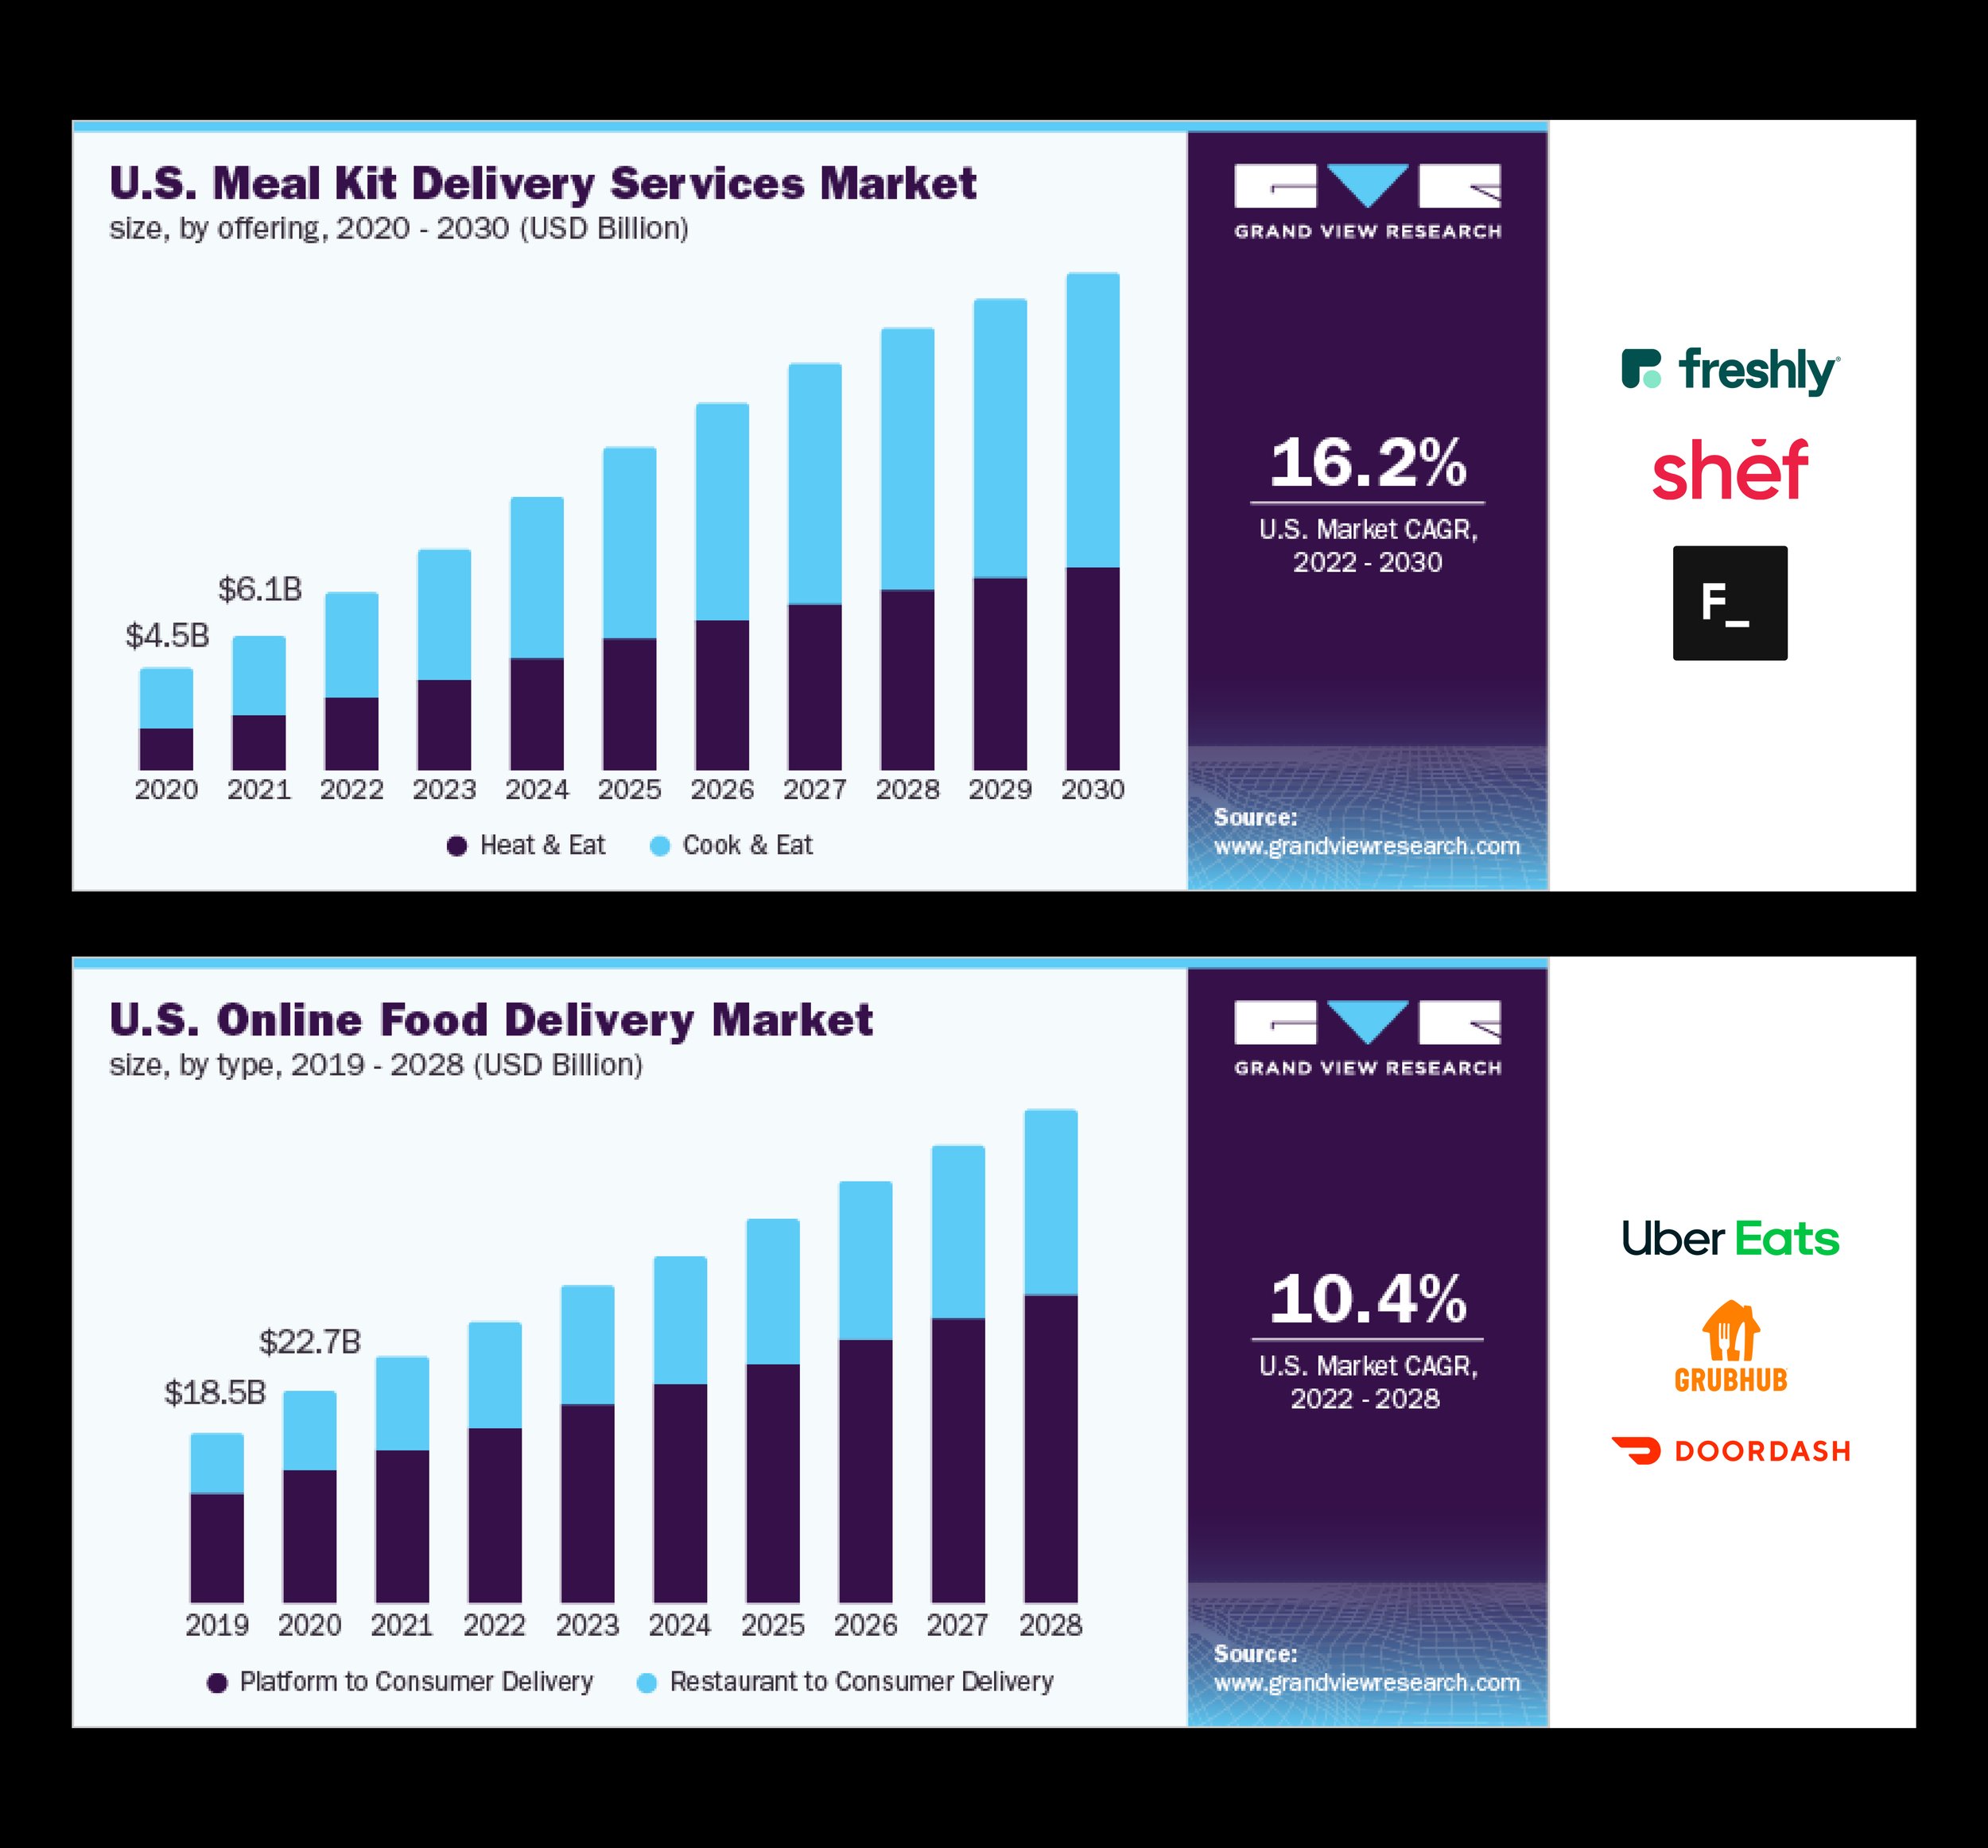 U.S. Meal Kit Delivery Services Market
size, by offering, 2020 - 2030 (USD Billion)
$4.5B
$6.1B
2020 2021 2022 2023 2024 2025 2026 2027 2028 2029 2030
Heat & Eat Cook & Eat
GRAND VIEW RESEARCH
16.2%
U.S. Market CAGR,
2022 - 2030
Source:
www.grandviewresearch.com
freshly
shef
F_
U.S. Online Food Delivery Market
size, by type, 2019 - 2028 (USD Billion)
$18.5B
$22.7B
2019 2020 2021 2022 2023 2024 2025 2026 2027 2028
Platform to Consumer Delivery Restaurant to Consumer Delivery
GRAND VIEW RESEARCH
10.4%
U.S. Market CAGR,
2022 - 2028
Source:
www.grandviewresearch.com
Uber Eats
GRUBHUB
DOORDASH